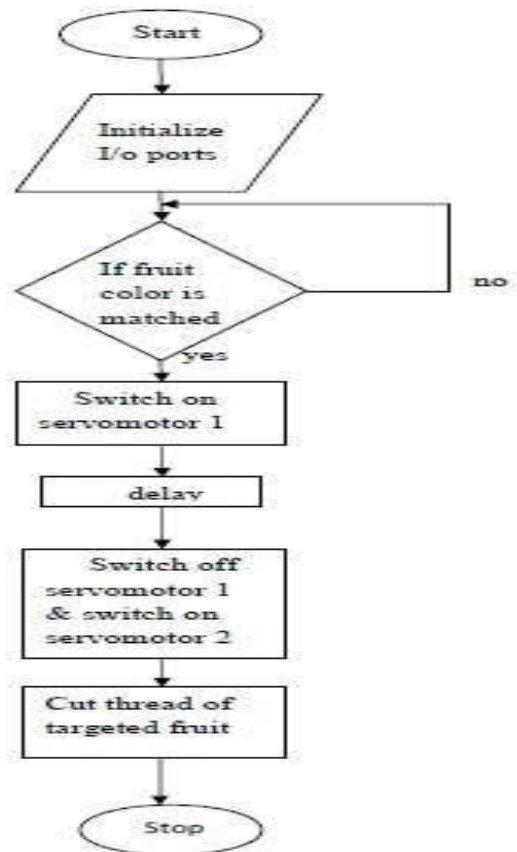 Start
Initialize
I/o ports
If fruit
color is
matched
no
yes
Switch on
servomotor 1
delay
Switch off
servomotor 1
& switch on
servomotor 2
Cut thread of
targeted fruit
Stop